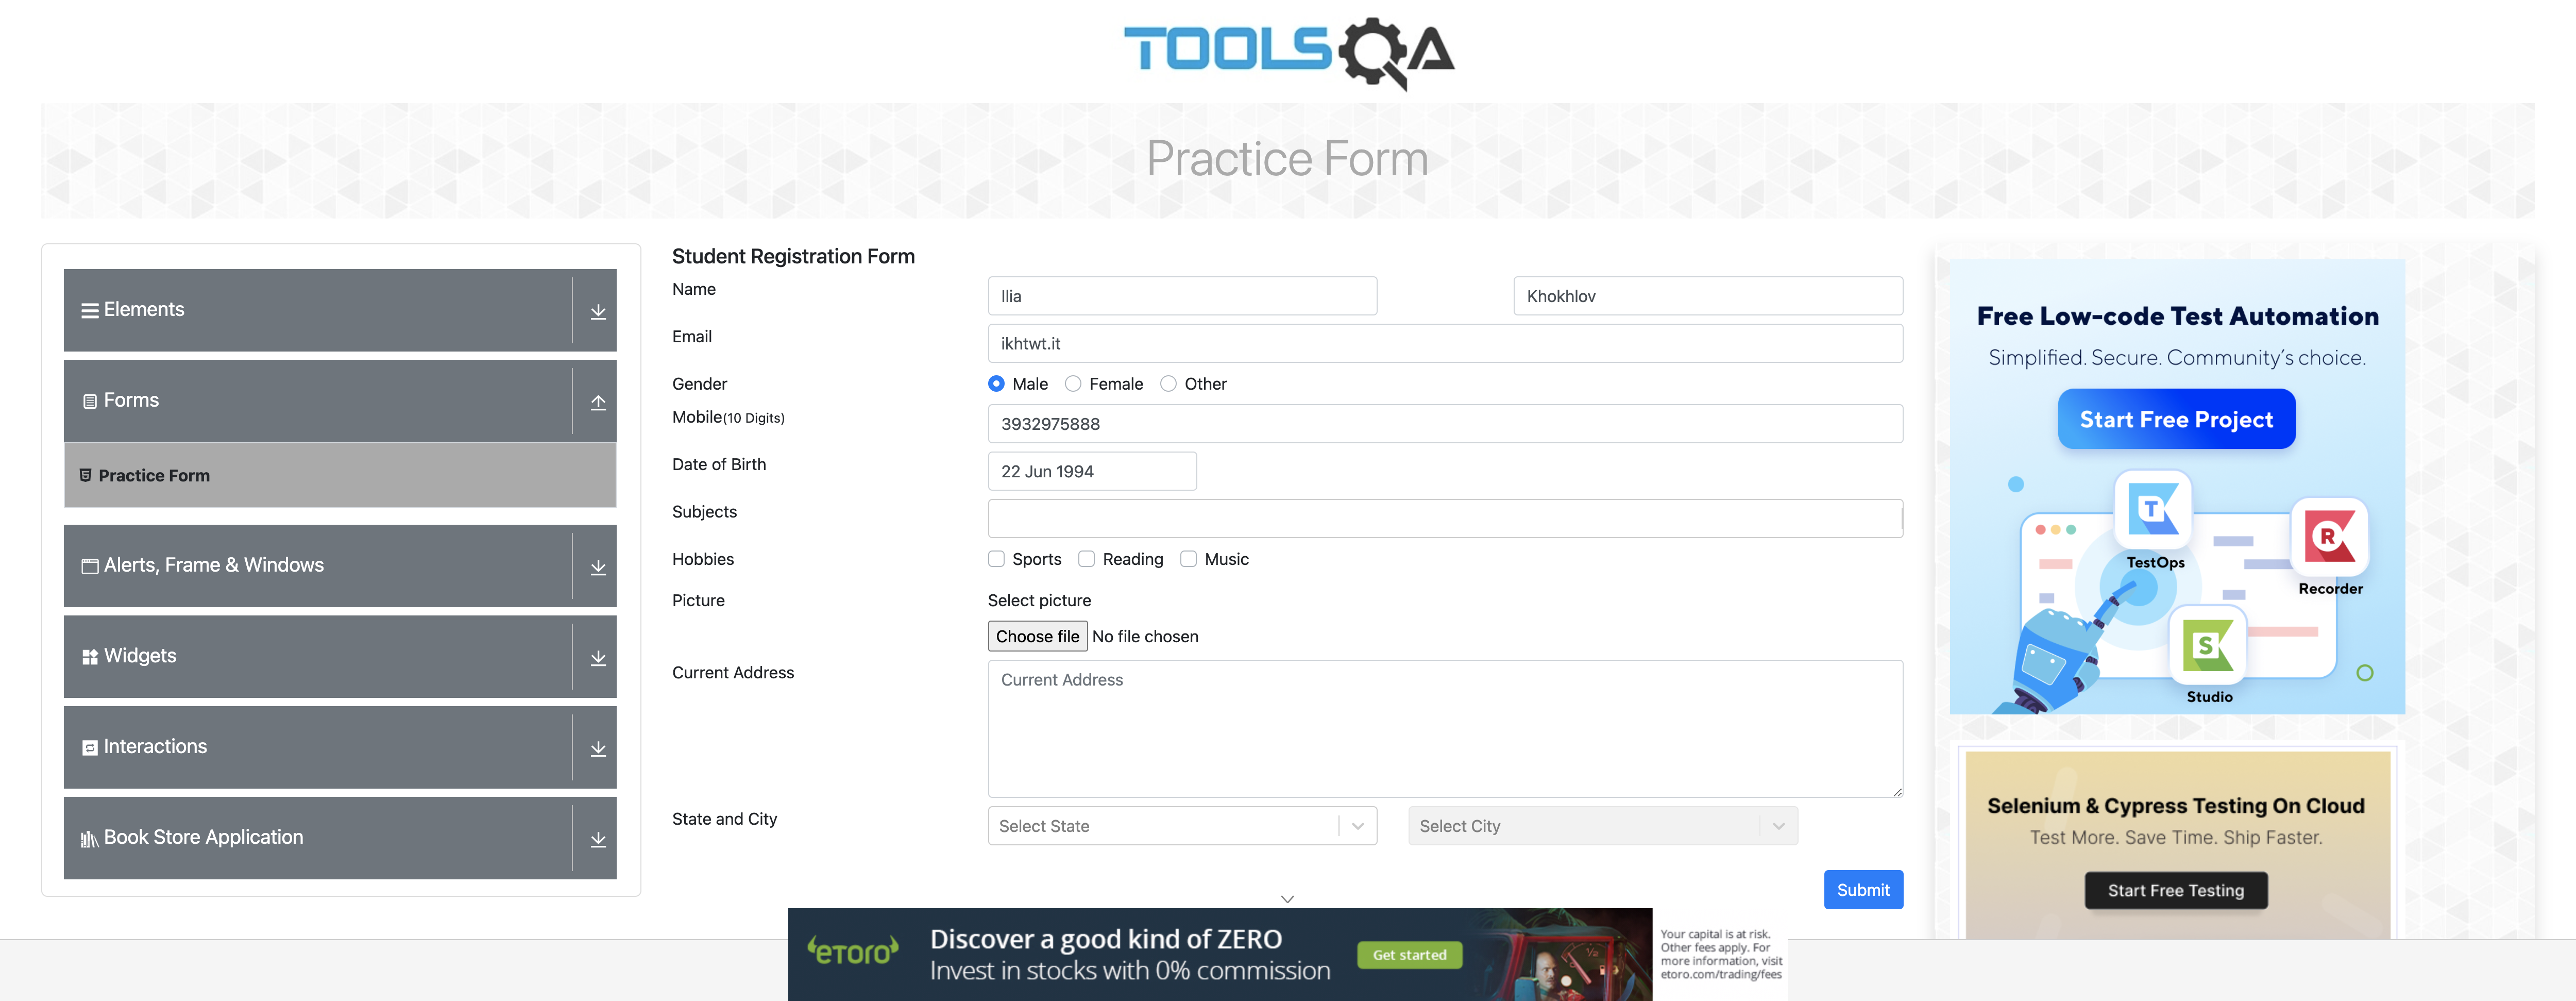 TOOLSQA
Practice Form
Elements
Forms
Practice Form
Alerts, Frame & Windows
Widgets
Interactions
Book Store Application
Student Registration Form
Name
Ilia
Khokhlov
Email
ikhtwt.it
Gender
Male
Female
Other
Mobile(10 Digits)
3932975888
Date of Birth
22 Jun 1994
Subjects
Hobbies
Sports
Reading
Music
Picture
Select picture
Choose file No file chosen
Current Address
Current Address
State and City
Select State
Select City
Submit
Free Low-code Test Automation
Simplified. Secure. Community's choice.
Start Free Project
T
TestOps
R
Recorder
S
Studio
Selenium & Cypress Testing On Cloud
Test More. Save Time. Ship Faster.
Start Free Testing
eToro
Discover a good kind of ZERO
Invest in stocks with 0% commission
Get started
Your capital is at risk.
Other fees apply. For
more information, visit
etoro.com/trading/fees